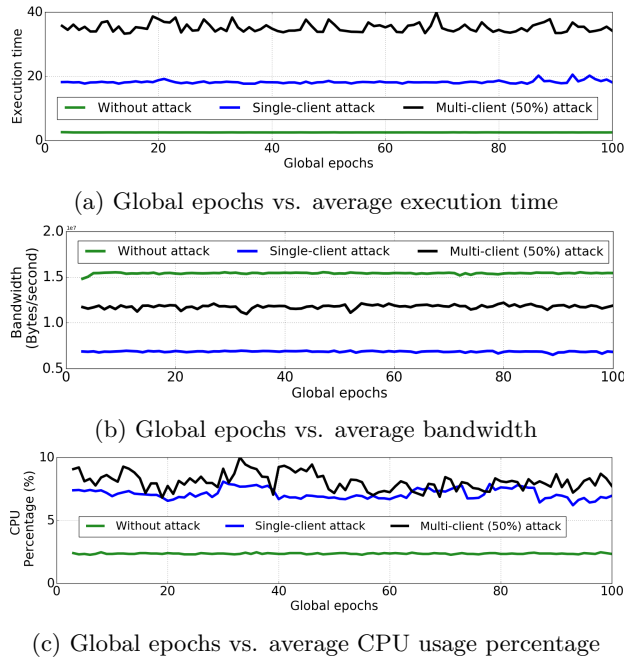 40
20
0
Execution time
Without attack
Single-client attack
Multi-client (50%) attack
0 20 40 60 80 100
Global epochs
(a) Global epochs vs. average execution time
2.0 1e7
1.5
1.0
0.5
Bandwidth
(Bytes/second)
Without attack
Single-client attack
Multi-client (50%) attack
0 20 40 60 80 100
Global epochs
(b) Global epochs vs. average bandwidth
10
5
0
CPU
Percentage (%)
Without attack
Single-client attack
Multi-client (50%) attack
0 20 40 60 80 100
Global epochs
(c) Global epochs vs. average CPU usage percentage